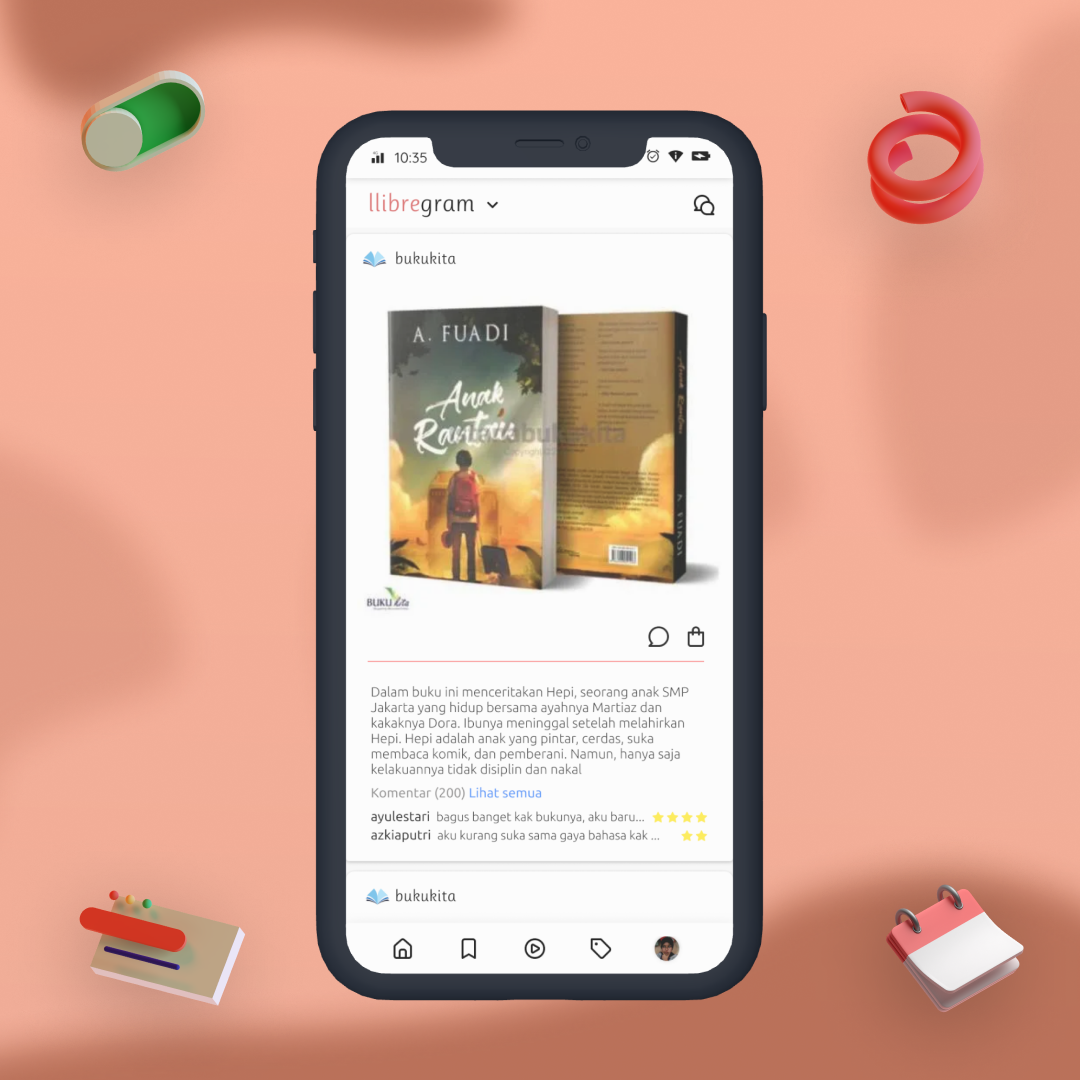 10:35
llibregram
bukukita
A. FUADI
Anak
Rantau
bukukita
Anak Rantau
A. FUADI
BUKU kita
Dalam buku ini menceritakan Hepi, seorang anak SMP
Jakarta yang hidup bersama ayahnya Martiaz dan
kakaknya Dora. Ibunya meninggal setelah melahirkan
Hepi. Hepi adalah anak yang pintar, cerdas, suka
membaca komik, dan pemberani. Namun, hanya saja
kelakuannya tidak disiplin dan nakal
Komentar (200) Lihat semua
ayulestari bagus banget kak bukunya, aku baru...
azkiaputri aku kurang suka sama gaya bahasa kak ...
bukukita